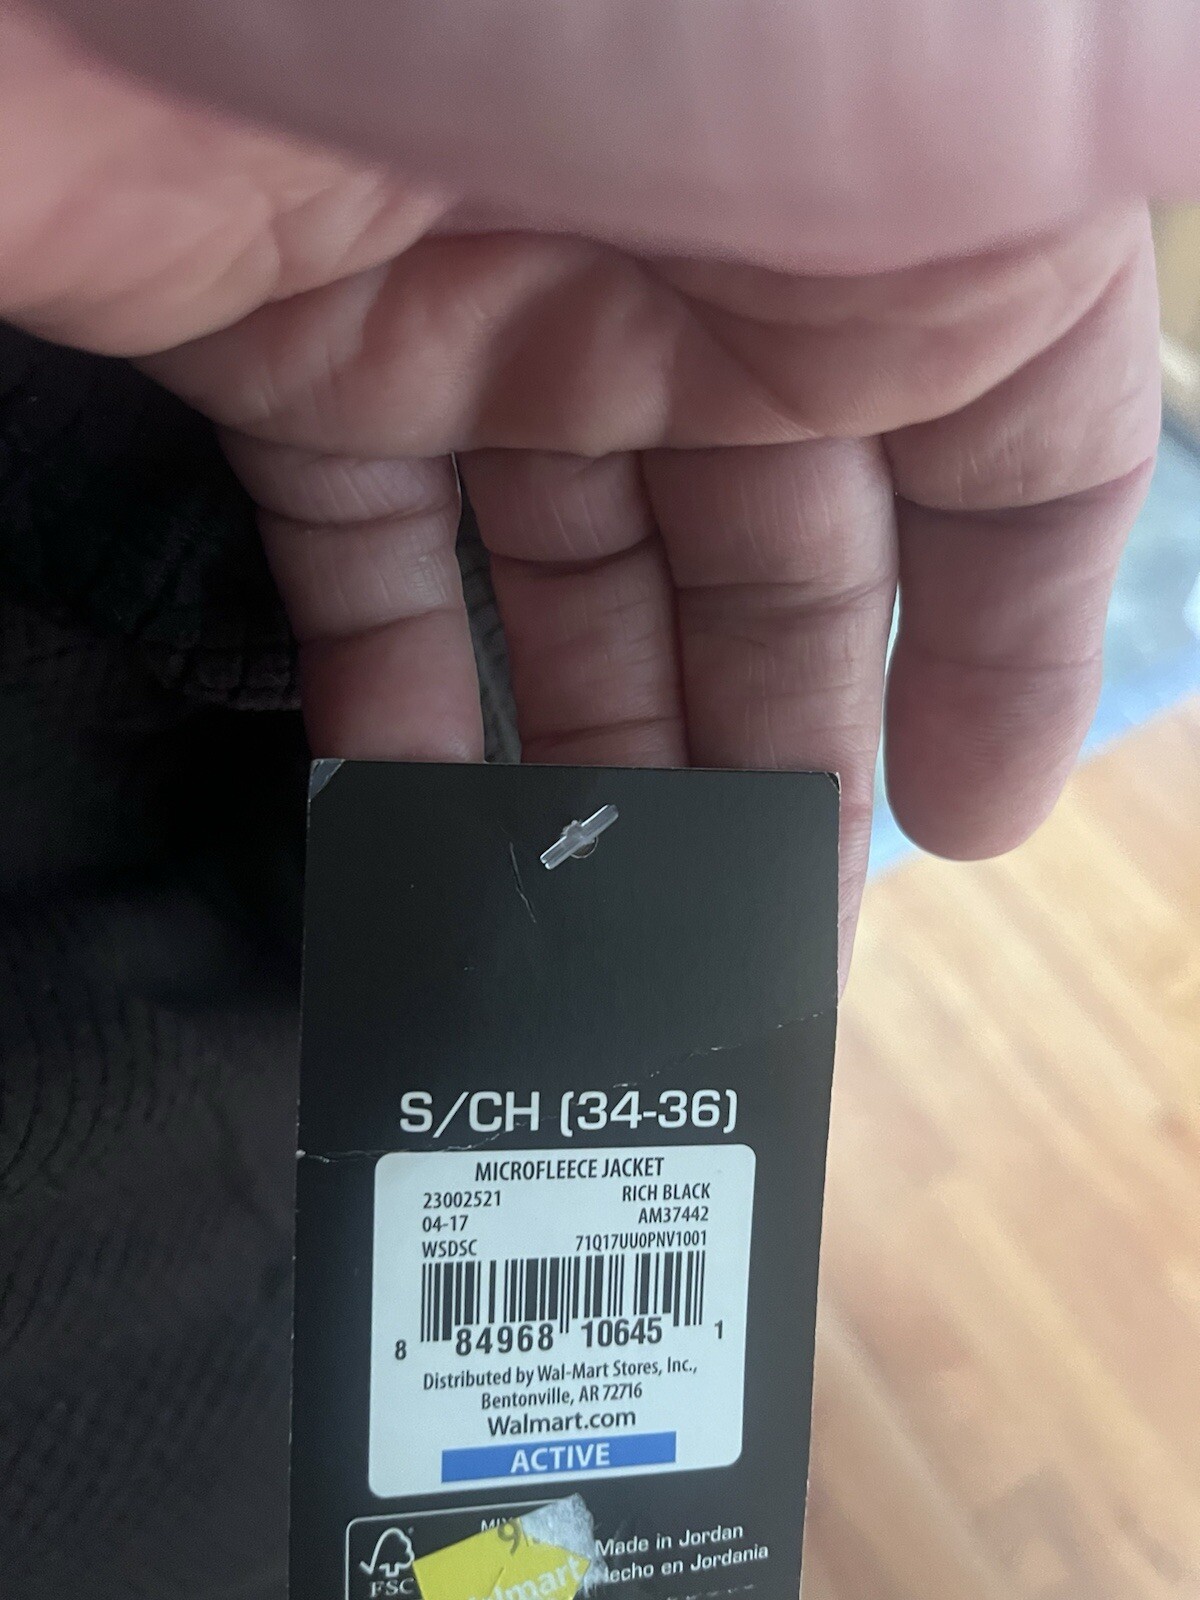 S/CH (34-36)
MICROFLEECE JACKET
23002521 RICH BLACK
04-17 AM37442
WSDSC 71Q17UU0PNV1001
8 84968 10645 1
Distributed by Wal-Mart Stores, Inc.,
Bentonville, AR 72716
Walmart.com
ACTIVE
Made in Jordan
Hecho en Jordania
FSC